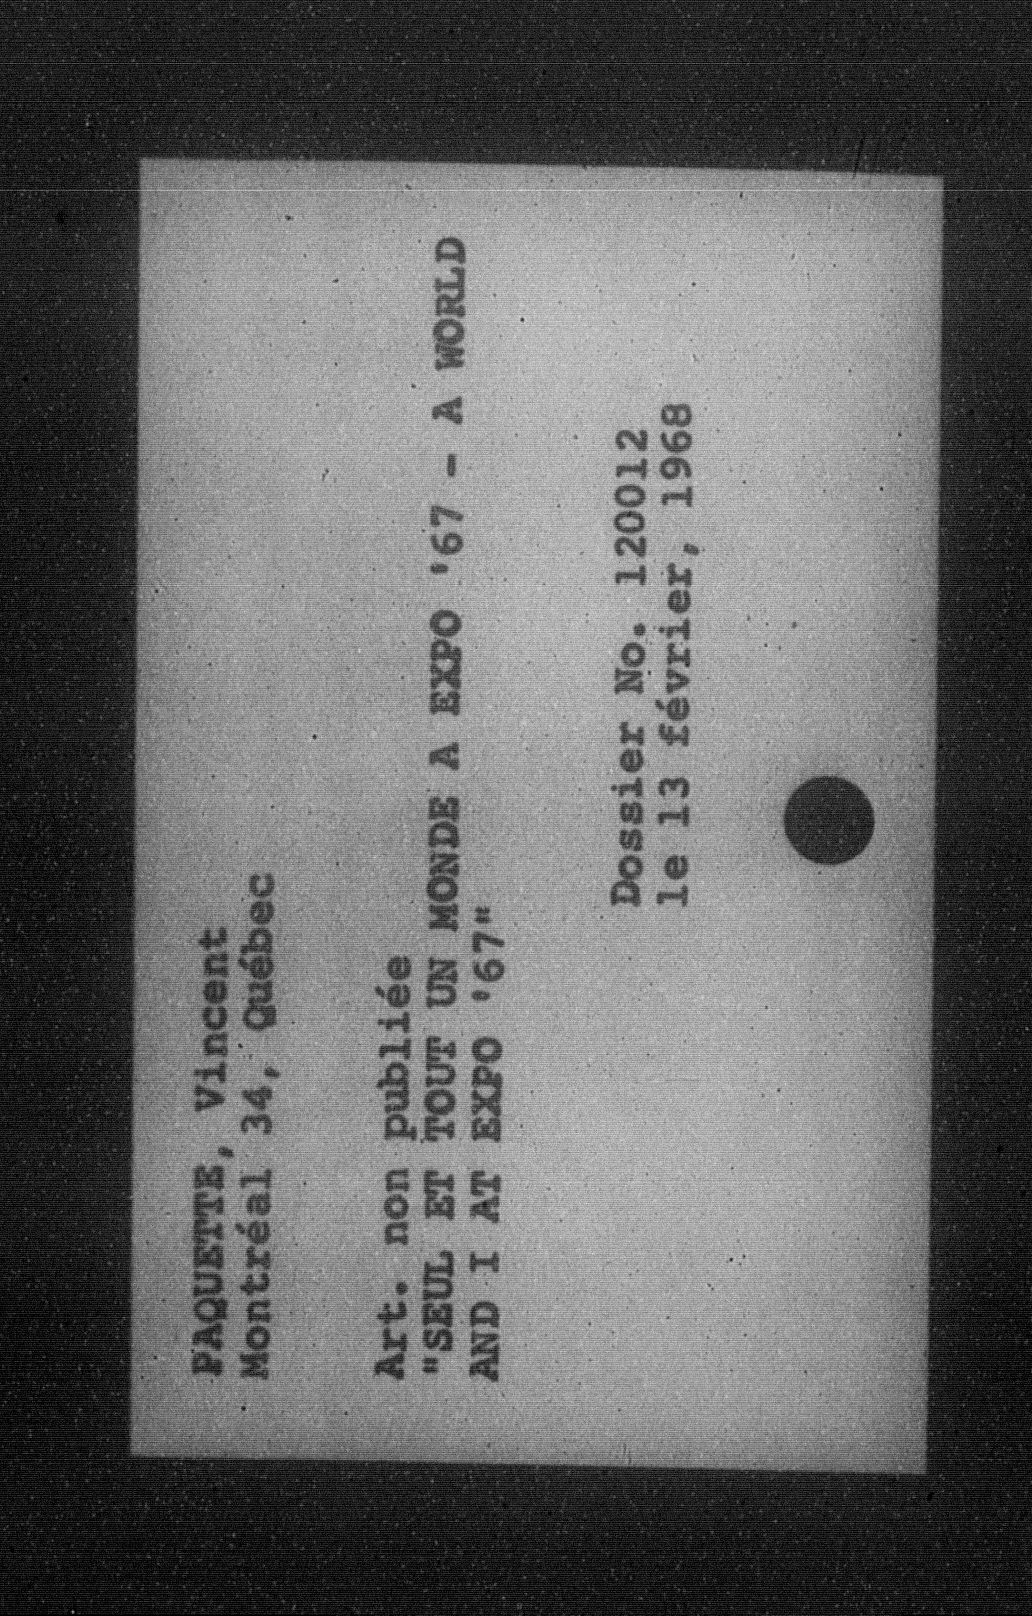 PAQUETTE, Vincent
Montréal 34, Québec
Art. non publiée
"SEUL ET TOUT UN MONDE A EXPO '67 - A WORLD
AND I AT EXPO '67"
Dossier No. 120012
le 13 février, 1968